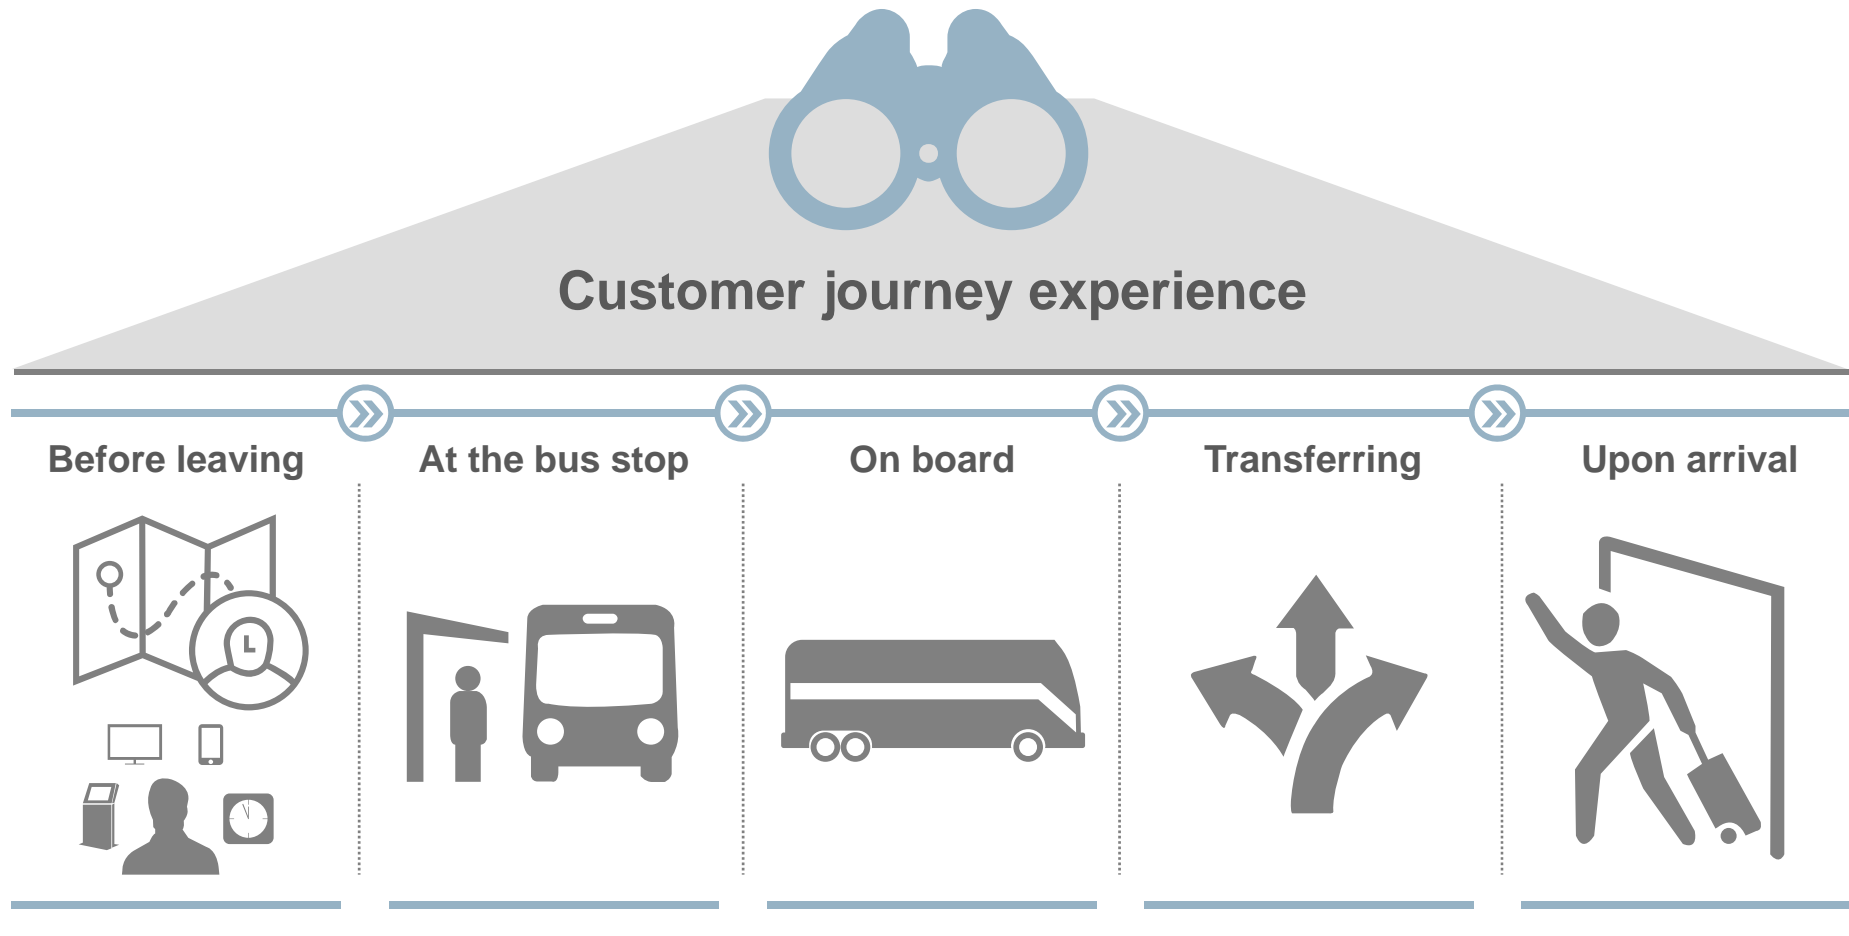 Customer journey experience
Before leaving
At the bus stop
On board
Transferring
Upon arrival